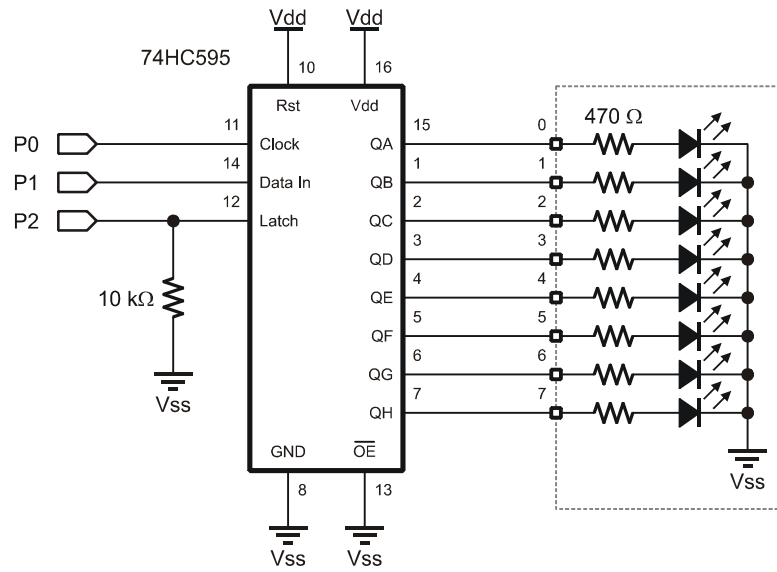 Vdd Vdd
74HC595
10 16
Rst Vdd
470 Ω
P0 11 Clock QA 15 0
P1 14 Data In QB 1 1
P2 12 Latch QC 2 2
QD 3 3
10 kΩ QE 4 4
QF 5 5
Vss QG 6 6
QH 7 7
GND OE
Vss
8 13
Vss Vss